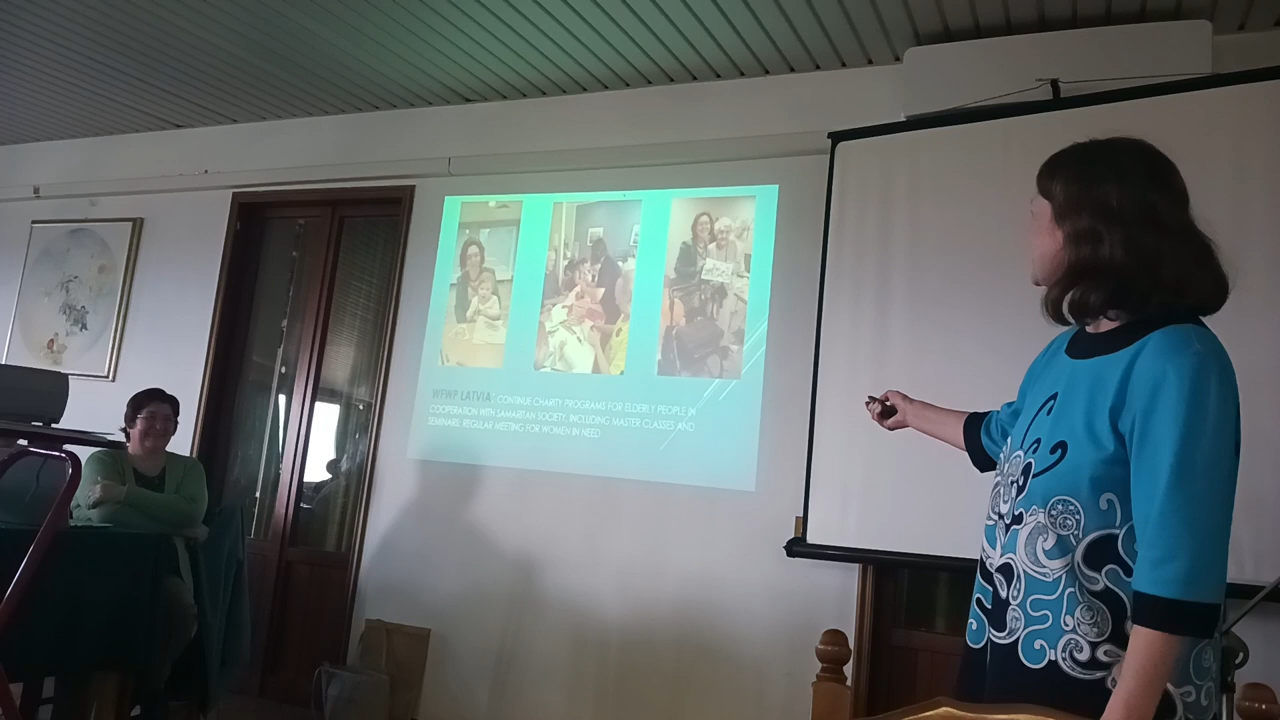 WFWP LATVIA CONTINUE CHARITY PROGRAMS FOR ELDERLY PEOPLE IN
COOPERATION WITH SAMARITAN SOCIETY, INCLUDING MASTER CLASSES AND
SEMINARS; REGULAR MEETING FOR WOMEN IN NEED